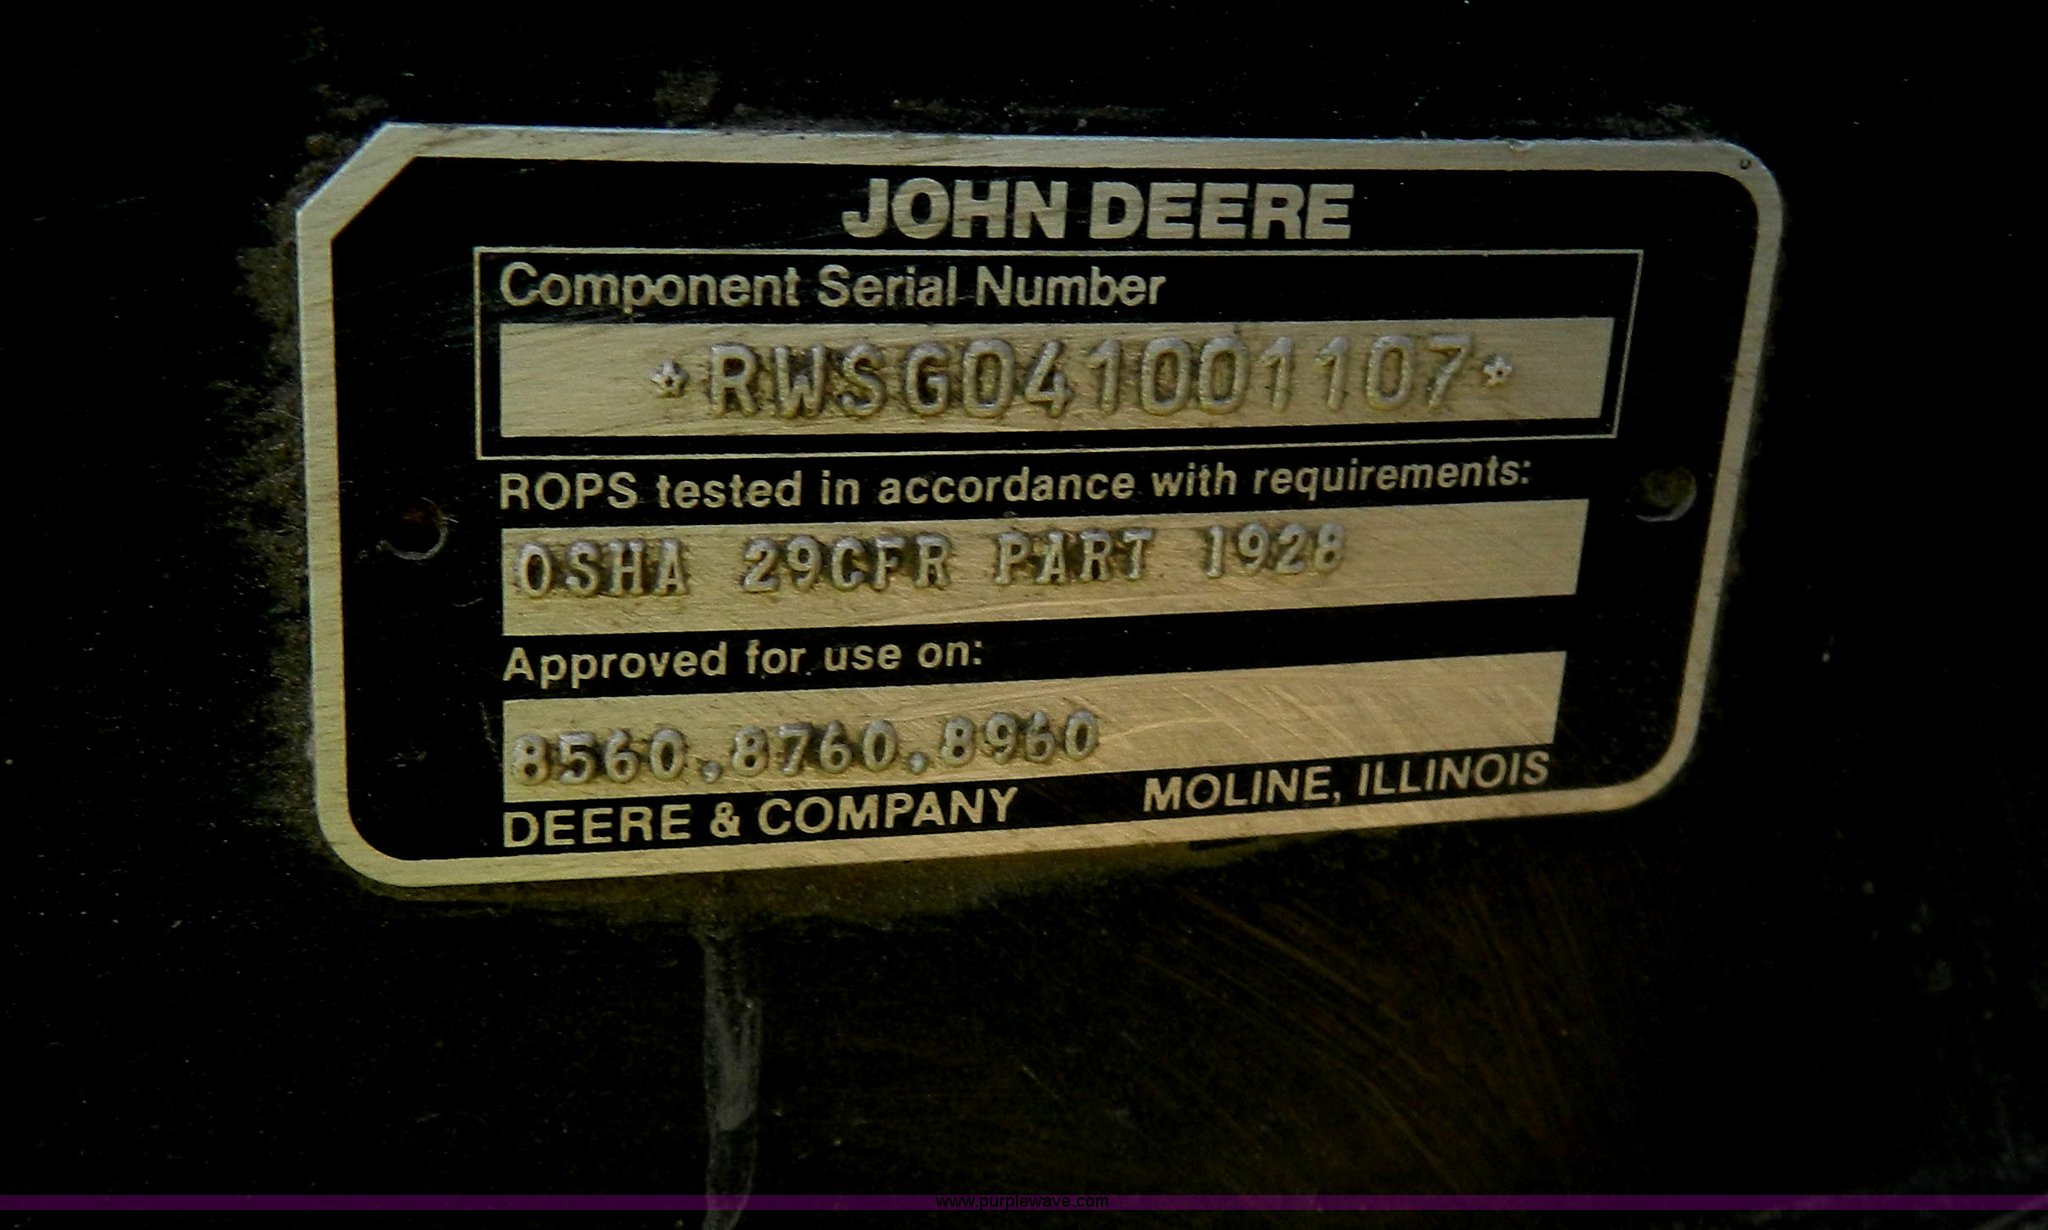 JOHN DEERE
Component Serial Number
*RWSG041001107*
ROPS tested in accordance with requirements:
OSHA 29CFR PART 1928
Approved for use on:
8560,8760,8960
DEERE & COMPANY MOLINE, ILLINOIS
www.purplewave.com